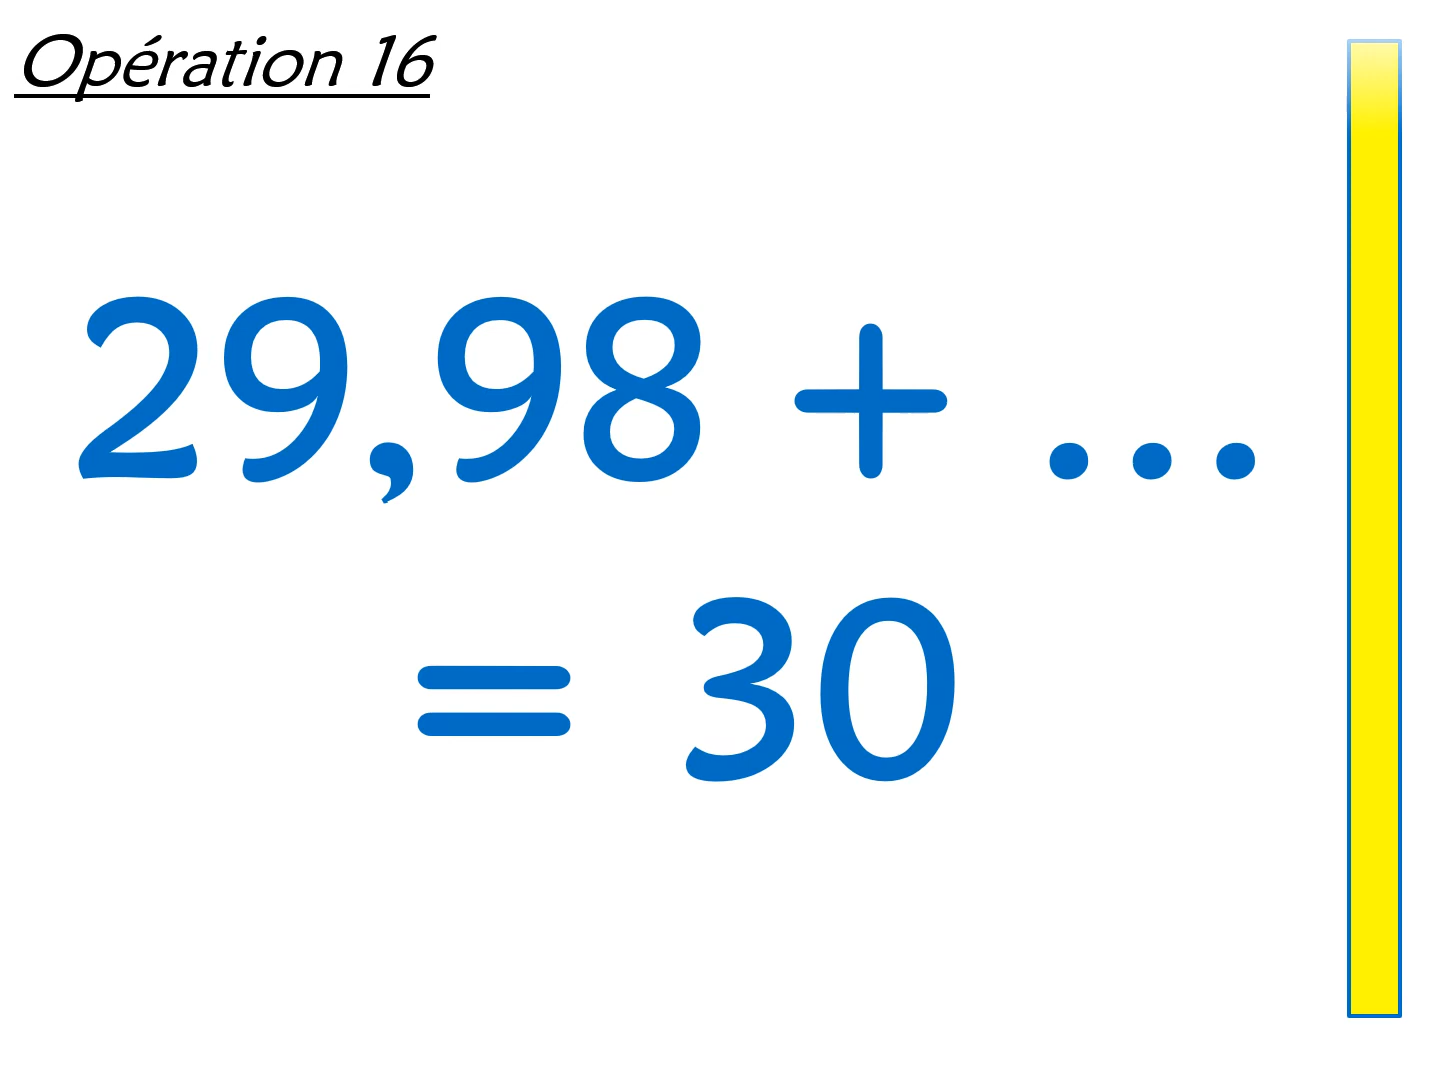 Opération 16
29,98 + ...
= 30